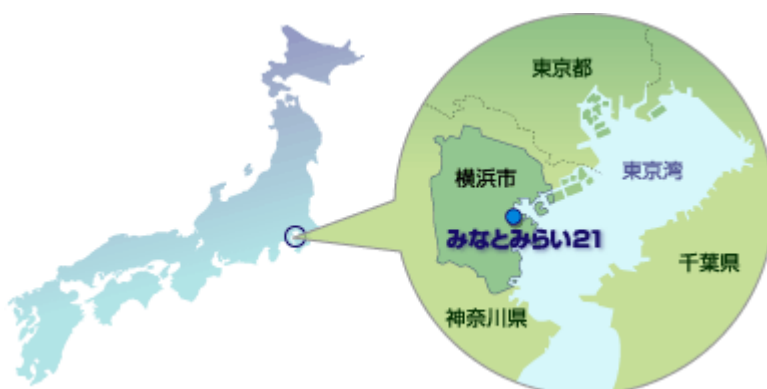 東京都
横浜市
東京湾
みなとみらい21
千葉県
神奈川県